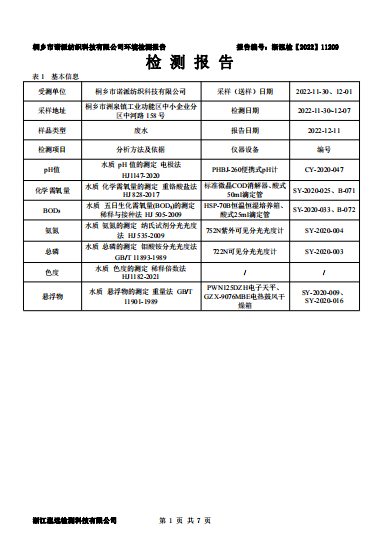 桐乡市诺派纺织科技有限公司环境检测报告 报告编号：浙泓检【2022】11209
检 测 报 告
表 1 基本信息
受测单位 桐乡市诺派纺织科技有限公司 采样（送样）日期 2022-11-30、12-01
采样地址 桐乡市洲泉镇工业功能区中小企业分
区中河路 158 号 检测日期 2022-11-30~12-07
样品类型 废水 报告日期 2022-12-11
检测项目 分析方法及依据 仪器设备 编号
pH值 水质 pH 值的测定 电极法
HJ1147-2020 PHBJ-260便携式pH计 CY-2020-047
化学需氧量 水质 化学需氧量的测定 重铬酸盐法
HJ 828-2017 标准微晶COD消解器、酸式
50ml滴定管 SY-2020-025、B-071
BOD₅ 水质 五日生化需氧量(BOD₅)的测定
稀释与接种法 HJ 505-2009 HSP-70B恒温恒湿培养箱、
酸式25ml滴定管 SY-2020-033、B-072
氨氮 水质 氨氮的测定 纳氏试剂分光光度
法 HJ 535-2009 752N紫外可见分光光度计 SY-2020-004
总磷 水质 总磷的测定 钼酸铵分光光度法
GB/T 11893-1989 722N可见分光光度计 SY-2020-003
色度 水质 色度的测定 稀释倍数法
HJ1182-2021 / /
悬浮物 水质 悬浮物的测定 重量法 GB/T
11901-1989 PWN125DZH电子天平、
GZX-9076MBE电热鼓风干
燥箱 SY-2020-009、
SY-2020-016
检测科技有限公司 第 1 页 共 7 页